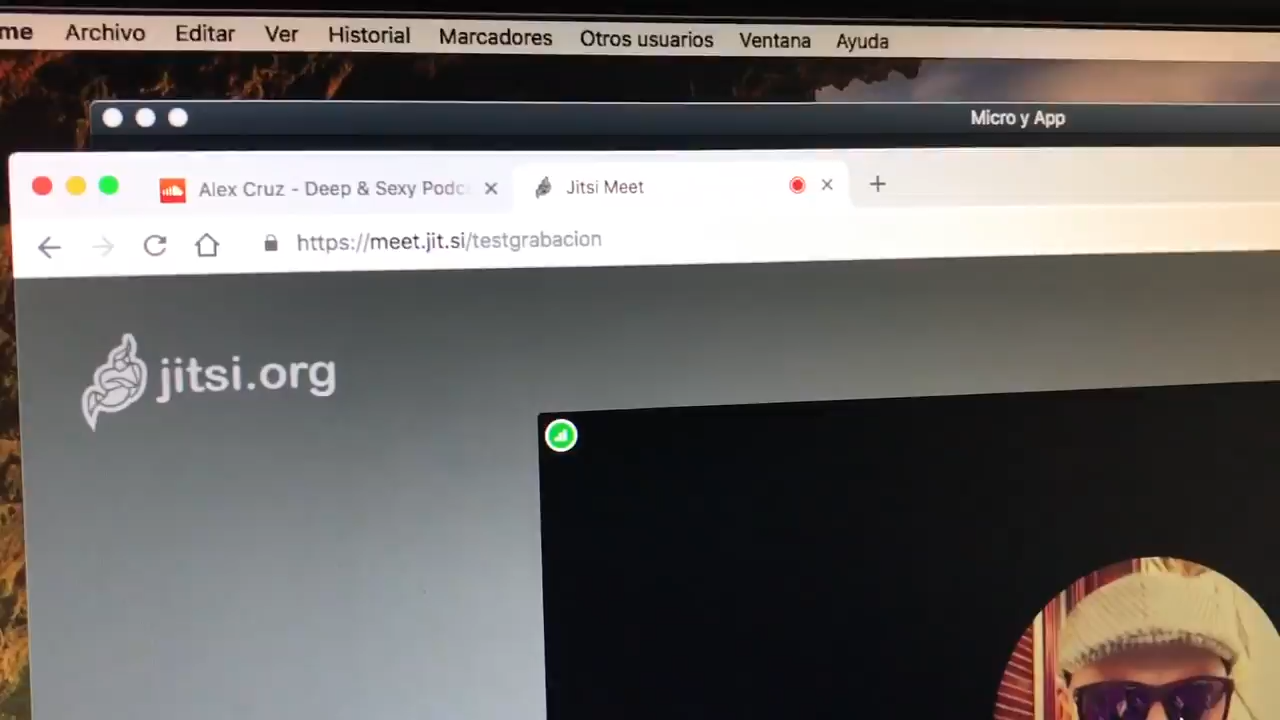 me Archivo Editar Ver Historial Marcadores Otros usuarios Ventana Ayuda
Micro y App
Alex Cruz - Deep & Sexy Podc
Jitsi Meet
https://meet.jit.si/testgrabacion
jitsi.org